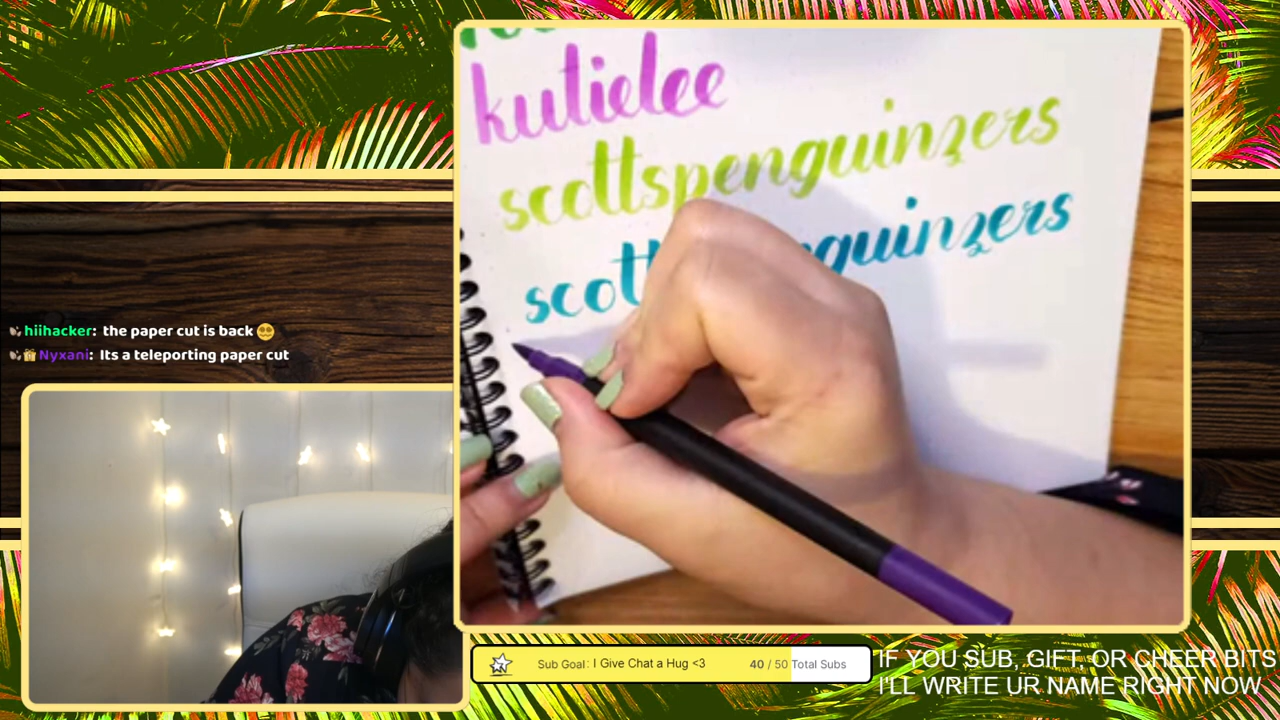 kutielee
scottspenguinzers
scott guinzers
hiihacker: the paper cut is back
Nyxani: Its a teleporting paper cut
Sub Goal: I Give Chat a Hug <3 40 / 50 Total Subs
IF YOU SUB, GIFT, OR CHEER BITS
I'LL WRITE UR NAME RIGHT NOW